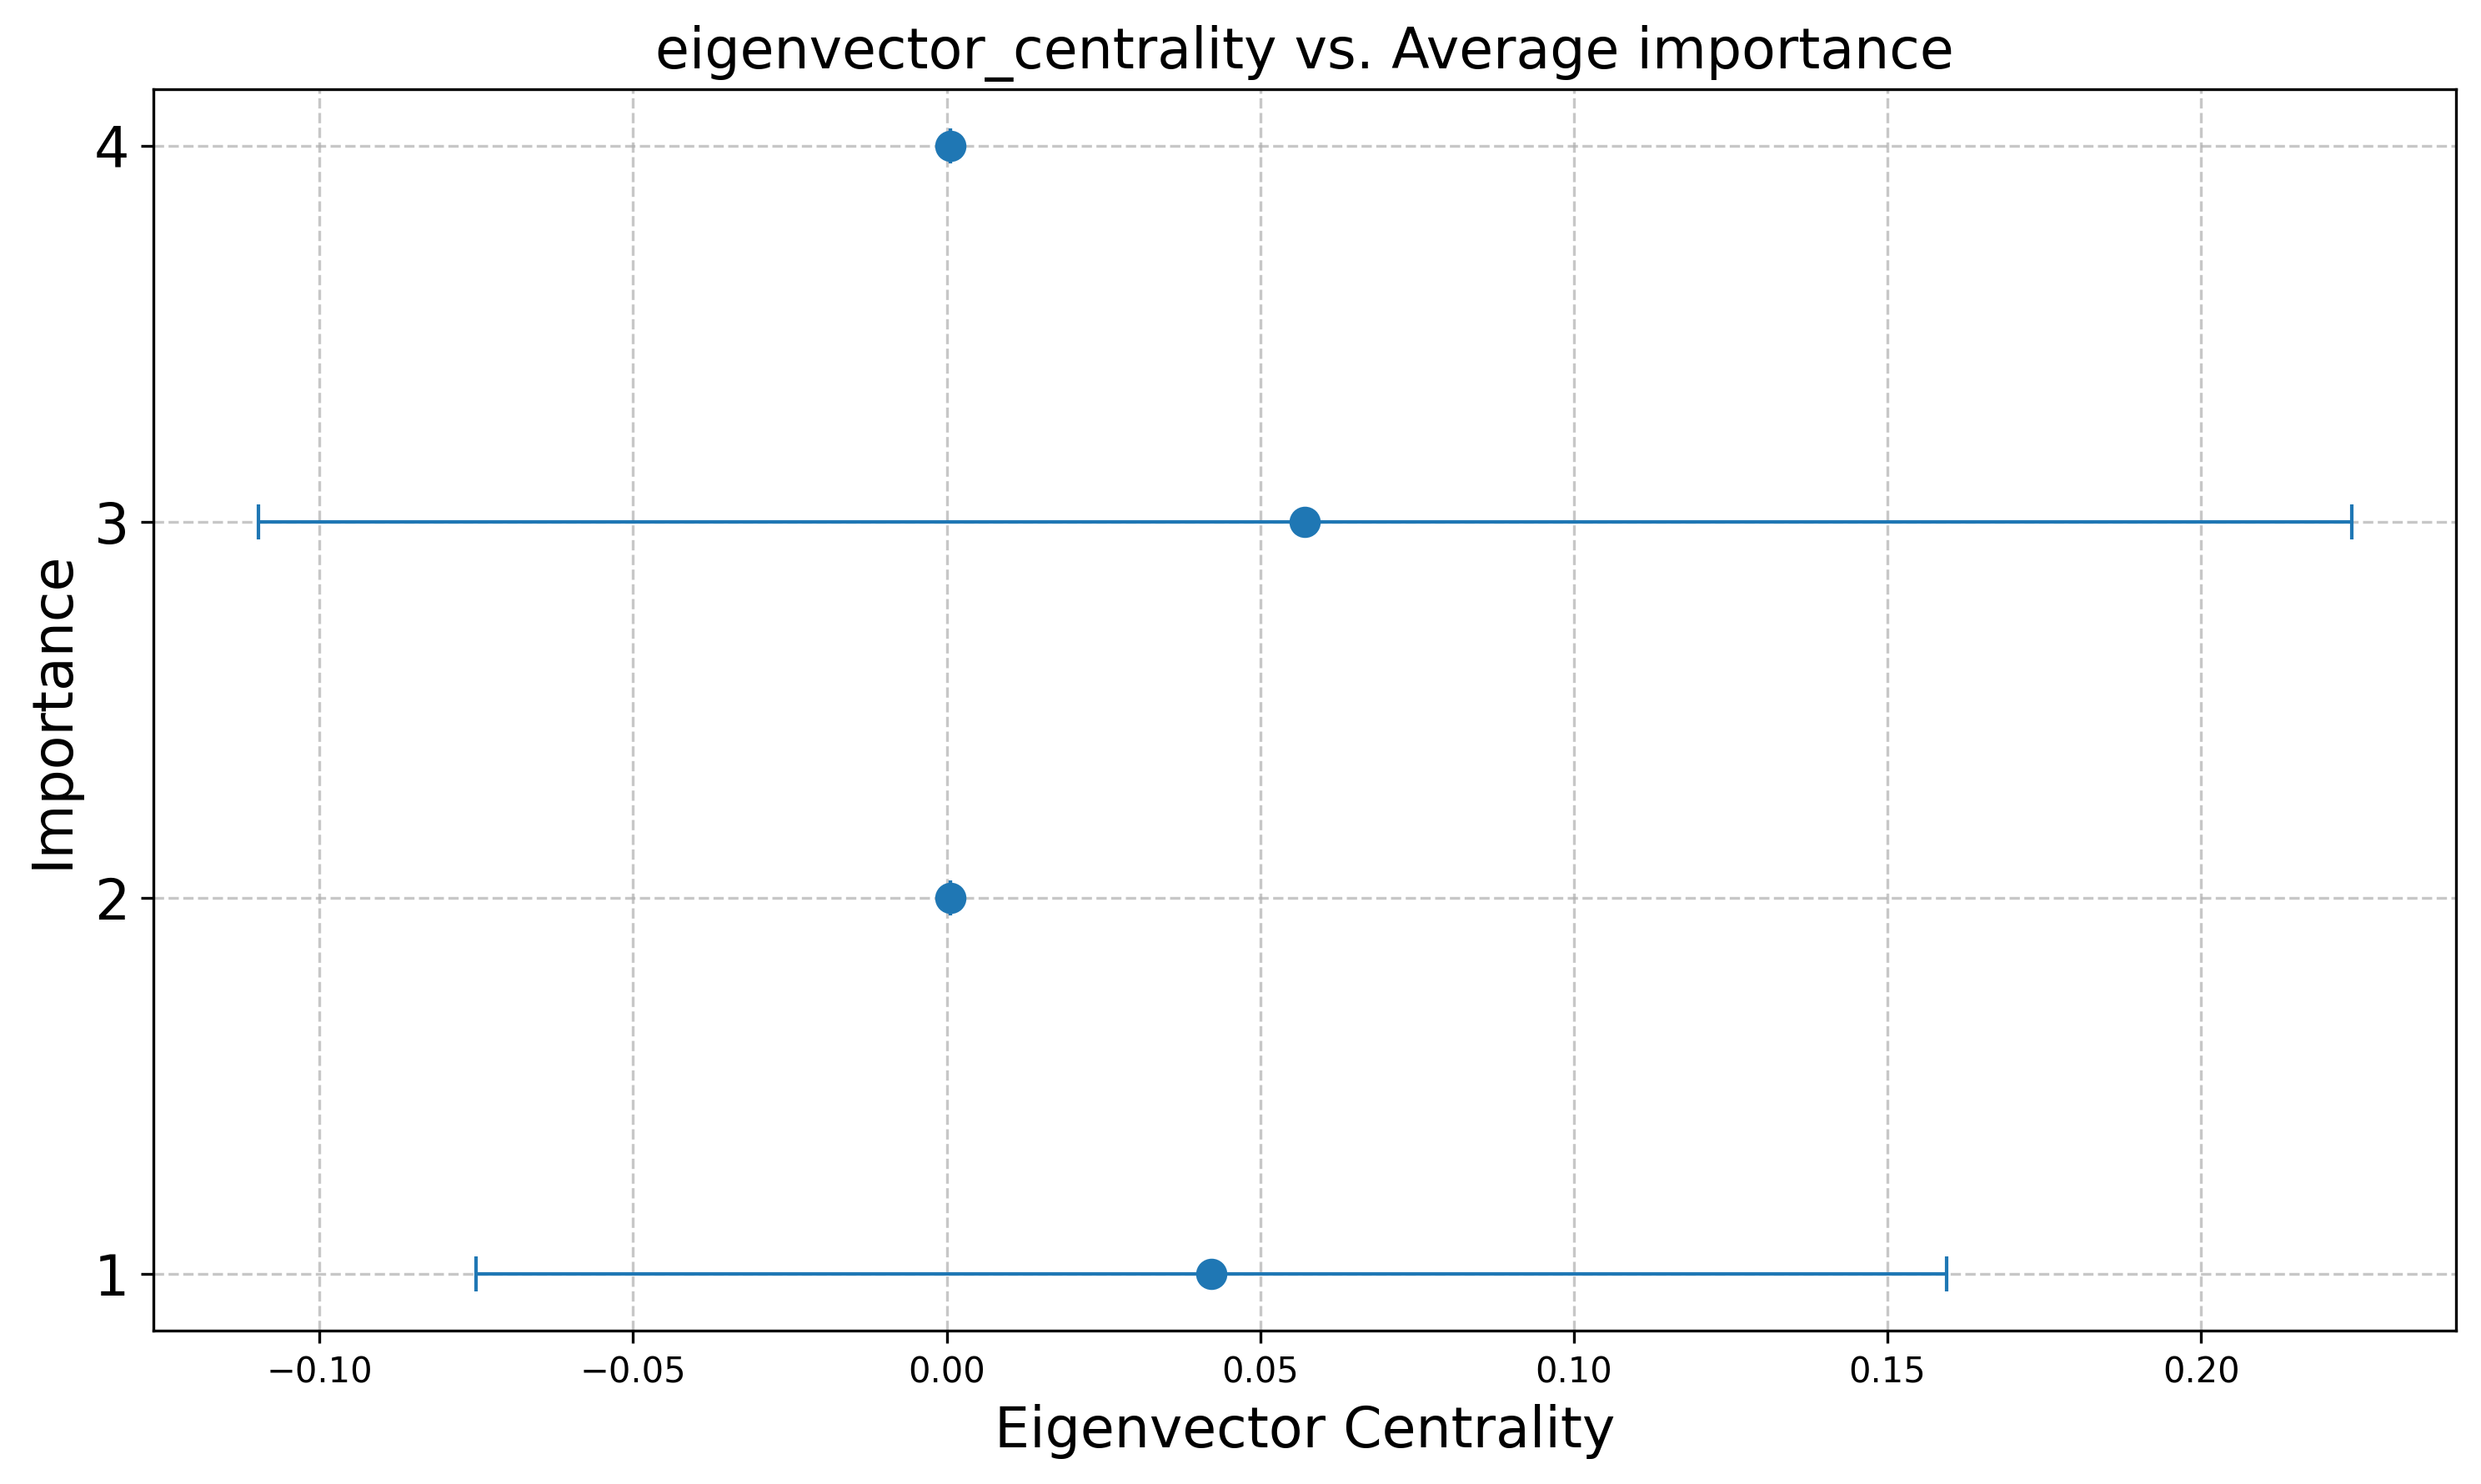 eigenvector_centrality vs. Average importance
4
3
2
1
Importance
−0.10 −0.05 0.00 0.05 0.10 0.15 0.20
Eigenvector Centrality